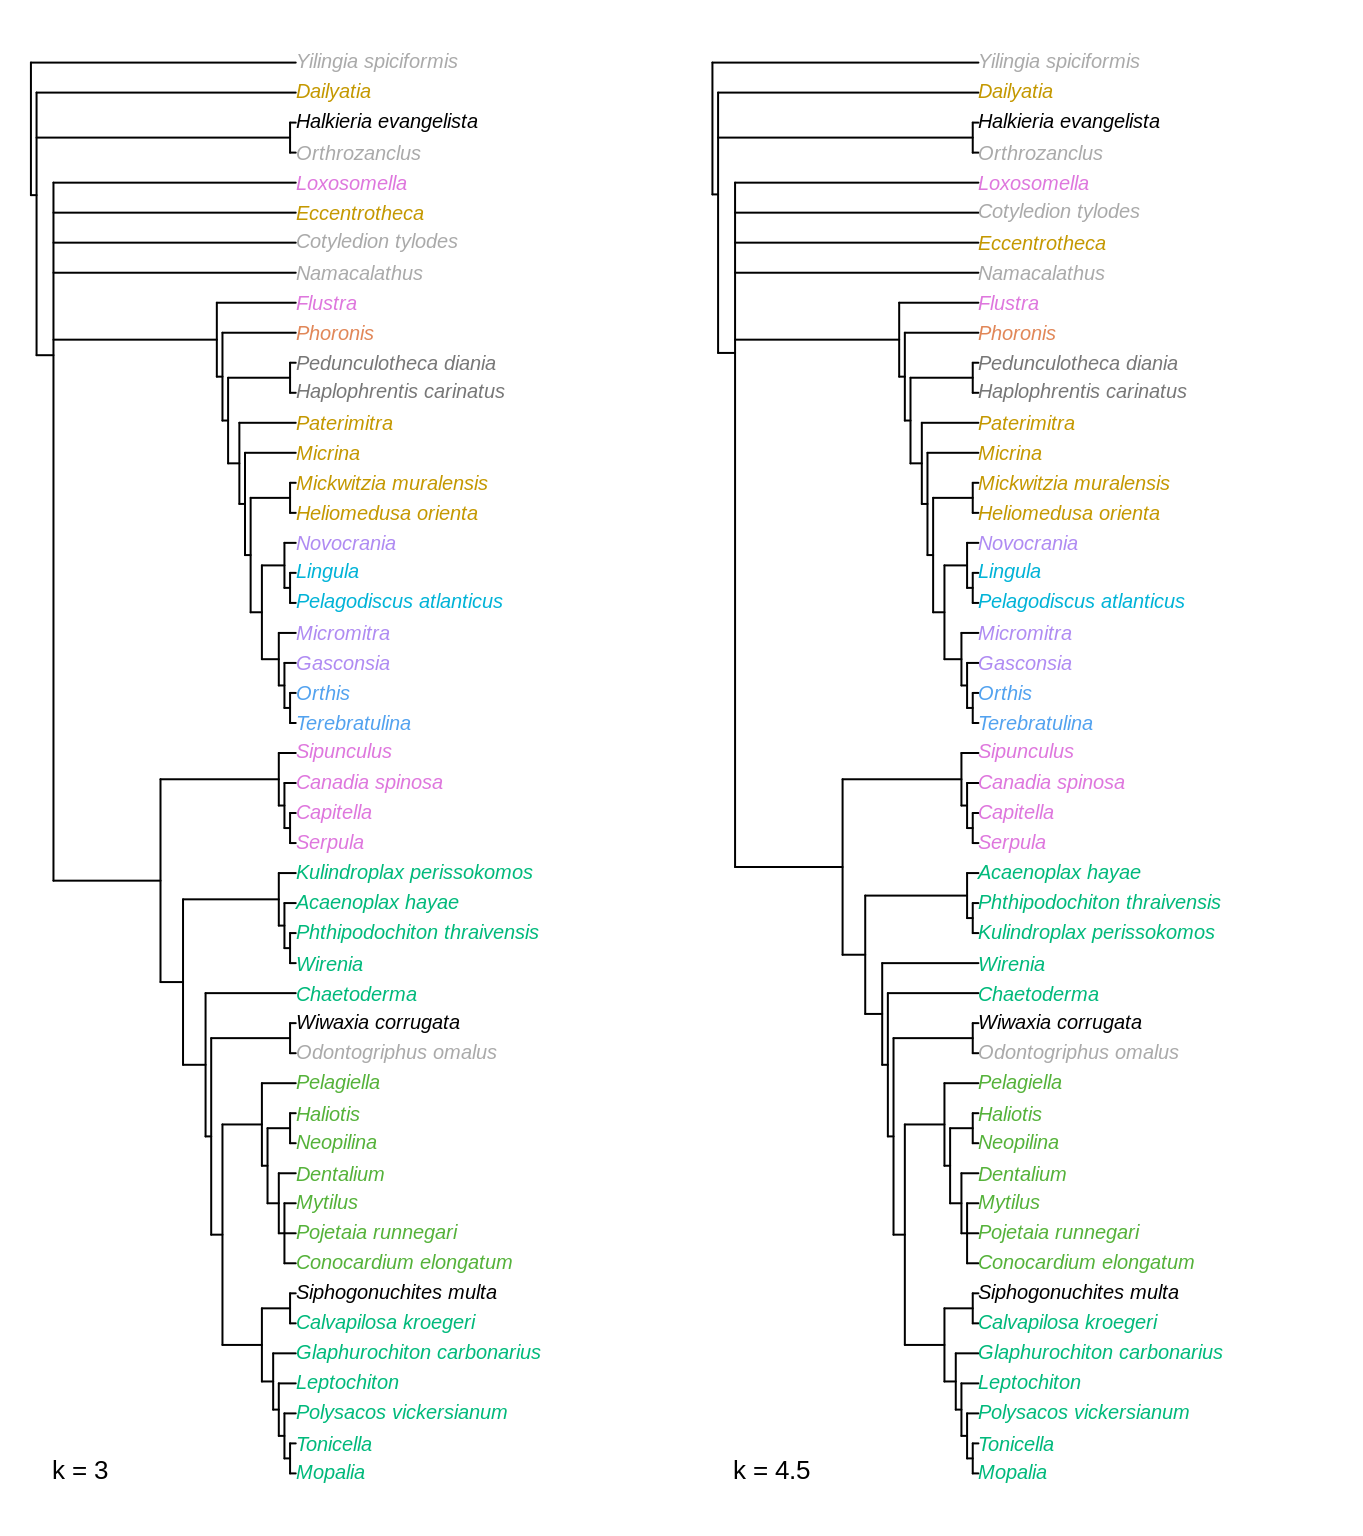 Yilingia spiciformis
Dailyatia
Halkieria evangelista
Orthrozanclus
Loxosomella
Eccentrotheca
Cotyledion tylodes
Namacalathus
Flustra
Phoronis
Pedunculotheca diania
Haplophrentis carinatus
Paterimitra
Micrina
Mickwitzia muralensis
Heliomedusa orienta
Novocrania
Lingula
Pelagodiscus atlanticus
Micromitra
Gasconsia
Orthis
Terebratulina
Sipunculus
Canadia spinosa
Capitella
Serpula
Kulindroplax perissokomos
Acaenoplax hayae
Phthipodochiton thraivensis
Wirenia
Chaetoderma
Wiwaxia corrugata
Odontogriphus omalus
Pelagiella
Haliotis
Neopilina
Dentalium
Mytilus
Pojetaia runnegari
Conocardium elongatum
Siphogonuchites multa
Calvapilosa kroegeri
Glaphurochiton carbonarius
Leptochiton
Polysacos vickersianum
Tonicella
Mopalia
k = 3
Yilingia spiciformis
Dailyatia
Halkieria evangelista
Orthrozanclus
Loxosomella
Cotyledion tylodes
Eccentrotheca
Namacalathus
Flustra
Phoronis
Pedunculotheca diania
Haplophrentis carinatus
Paterimitra
Micrina
Mickwitzia muralensis
Heliomedusa orienta
Novocrania
Lingula
Pelagodiscus atlanticus
Micromitra
Gasconsia
Orthis
Terebratulina
Sipunculus
Canadia spinosa
Capitella
Serpula
Acaenoplax hayae
Phthipodochiton thraivensis
Kulindroplax perissokomos
Wirenia
Chaetoderma
Wiwaxia corrugata
Odontogriphus omalus
Pelagiella
Haliotis
Neopilina
Dentalium
Mytilus
Pojetaia runnegari
Conocardium elongatum
Siphogonuchites multa
Calvapilosa kroegeri
Glaphurochiton carbonarius
Leptochiton
Polysacos vickersianum
Tonicella
Mopalia
k = 4.5